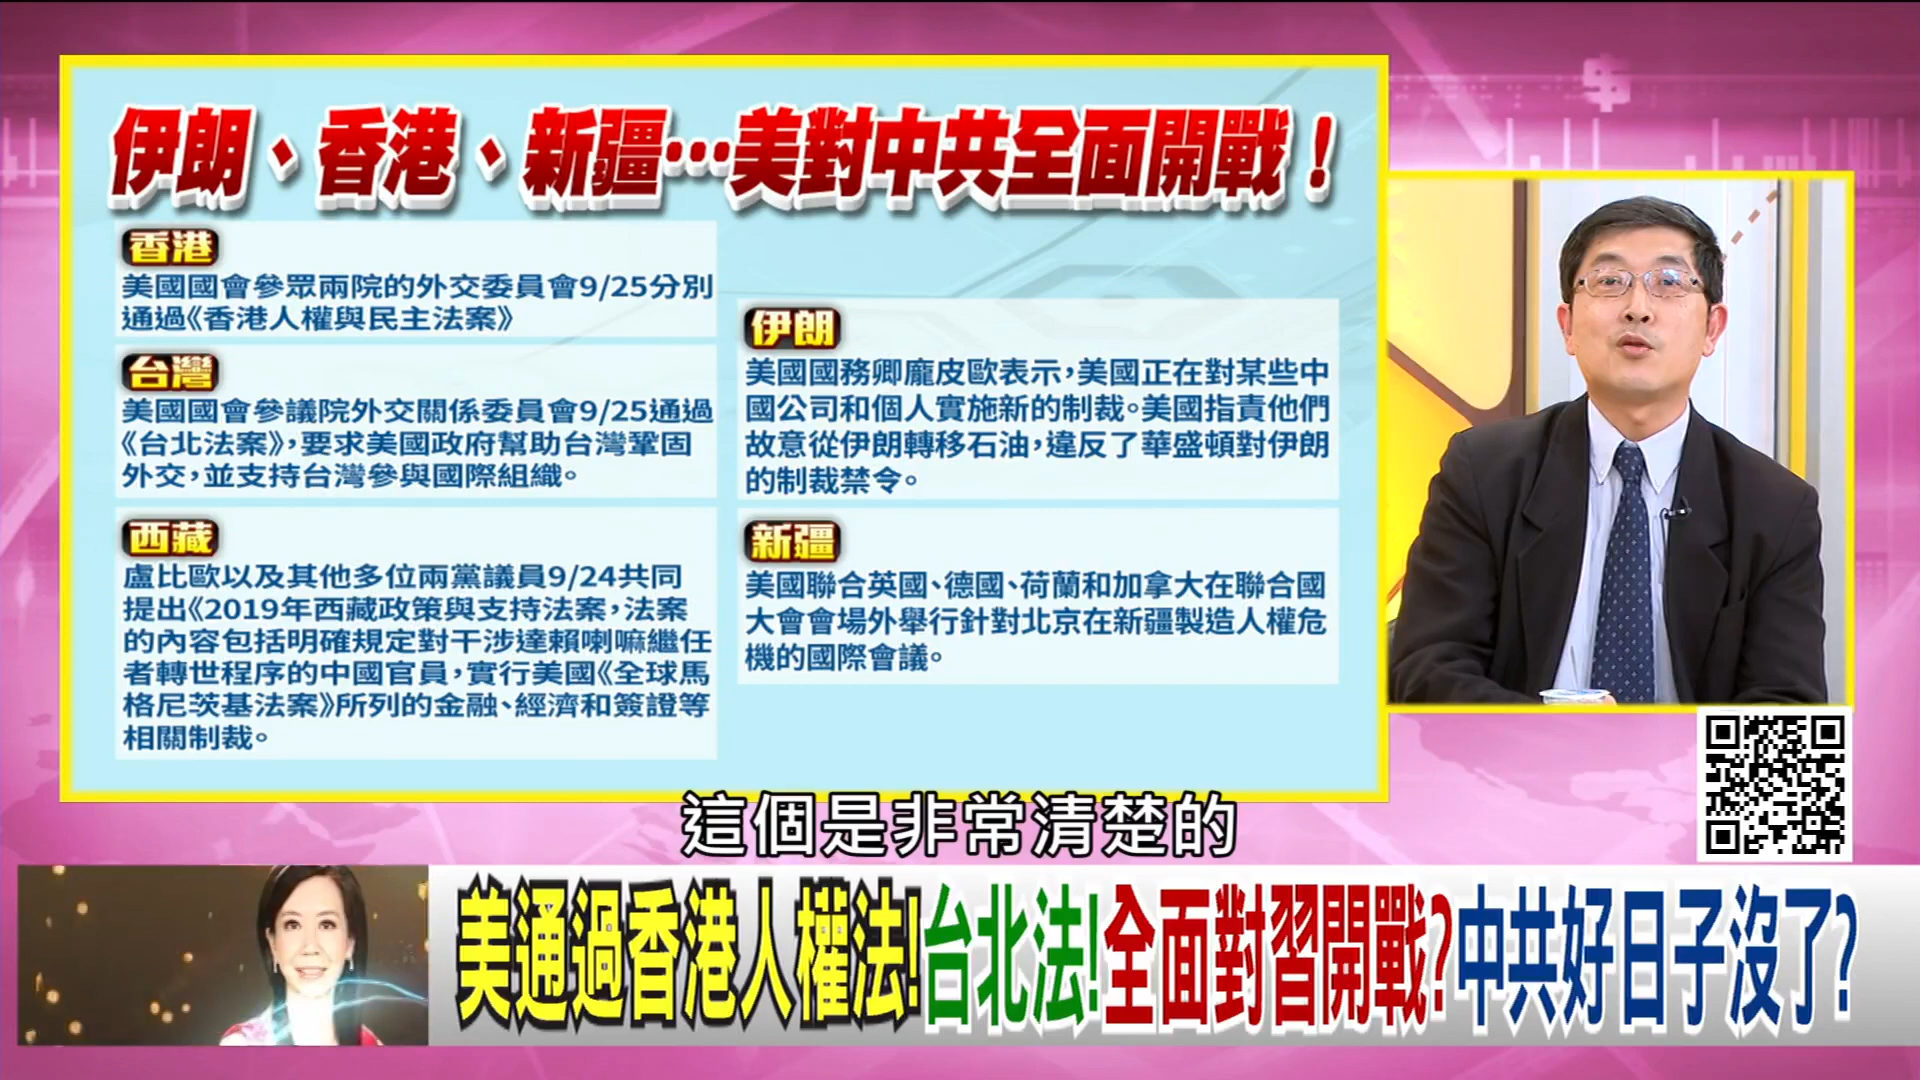 伊朗、香港、新疆…美對中共全面開戰！
香港
美國國會參眾兩院的外交委員會9/25分別
通過《香港人權與民主法案》
台灣
美國國會參議院外交關係委員會9/25通過
《台北法案》，要求美國政府幫助台灣鞏固
外交，並支持台灣參與國際組織。
西藏
盧比歐以及其他多位兩黨議員9/24共同
提出《2019年西藏政策與支持法案，法案
的內容包括明確規定對干涉達賴喇嘛繼任
者轉世程序的中國官員，實行美國《全球馬
格尼茨基法案》所列的金融、經濟和簽證等
相關制裁。
伊朗
美國國務卿龐皮歐表示，美國正在對某些中
國公司和個人實施新的制裁。美國指責他們
故意從伊朗轉移石油，違反了華盛頓對伊朗
的制裁禁令。
新疆
美國聯合英國、德國、荷蘭和加拿大在聯合國
大會會場外舉行針對北京在新疆製造人權危
機的國際會議。
這個是非常清楚的
美通過香港人權法!台北法!全面對習開戰?中共好日子沒了?